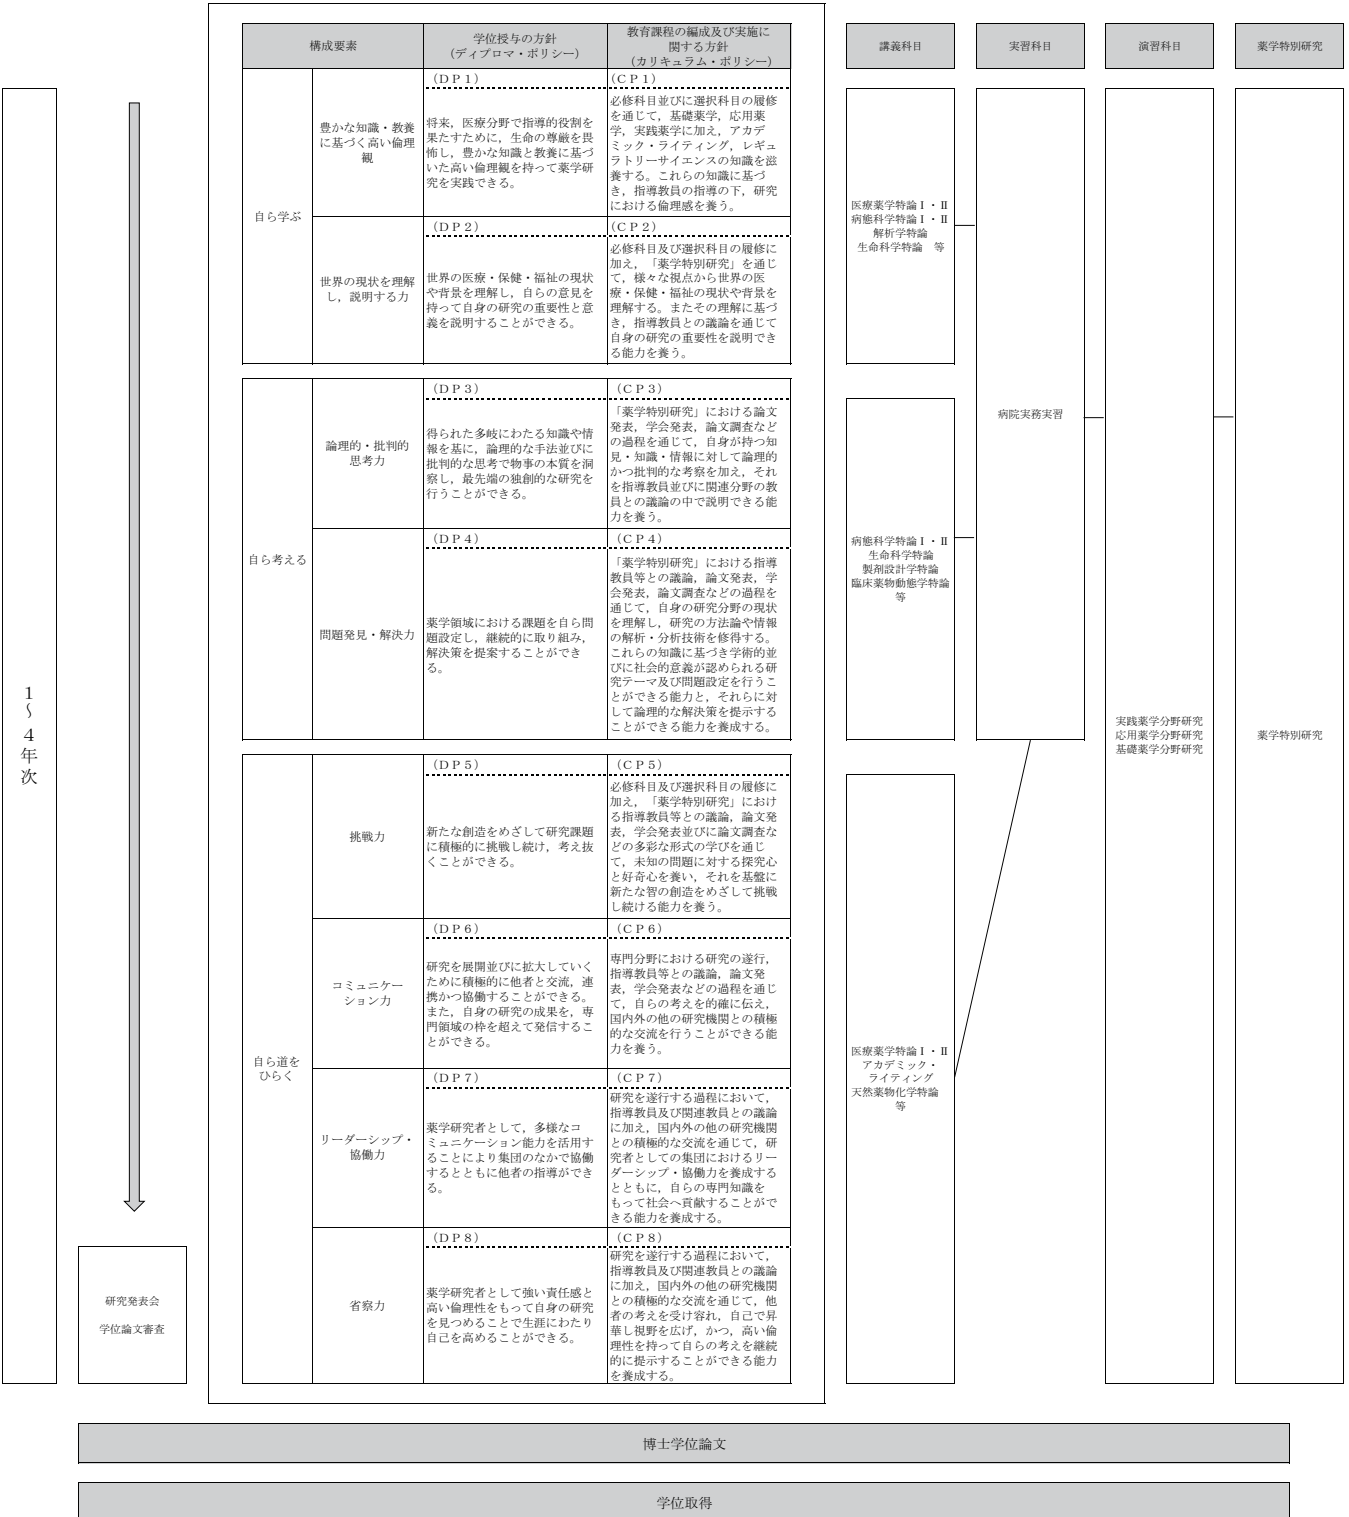 構成要素
学位授与の方針
（ディプロマ・ポリシー）
教育課程の編成及び実施に
関する方針
（カリキュラム・ポリシー）
講義科目
実習科目
演習科目
薬学特別研究
1～4年次
自ら学ぶ
豊かな知識・教養
に基づく高い倫理
観
（DP1）
将来，医療分野で指導的役割を
果たすために，生命の尊厳を畏
怖し，豊かな知識と教養に基づ
いた高い倫理観を持って薬学研
究を実践できる。
（CP1）
必修科目並びに選択科目の履修
を通じて，基礎薬学，応用薬
学，実践薬学に加え，アカデ
ミック・ライティング，レギュ
ラトリーサイエンスの知識を滋
養する。これらの知識に基づ
き，指導教員の指導の下，研究
における倫理感を養う。
世界の現状を理解
し，説明する力
（DP2）
世界の医療・保健・福祉の現状
や背景を理解し，自らの意見を
持って自身の研究の重要性と意
義を説明することができる。
（CP2）
必修科目及び選択科目の履修に
加え，「薬学特別研究」を通じ
て，様々な視点から世界の医
療・保健・福祉の現状や背景を
理解する。またその理解に基づ
き，指導教員との議論を通じて
自身の研究の重要性を説明でき
る能力を養う。
自ら考える
論理的・批判的
思考力
（DP3）
得られた多岐にわたる知識や情
報を基に，論理的な手法並びに
批判的な思考で物事の本質を洞
察し，最先端の独創的な研究を
行うことができる。
（CP3）
「薬学特別研究」における論文
発表，学会発表，論文調査など
の過程を通じて，自身が持つ知
見・知識・情報に対して論理的
かつ批判的な考察を加え，それ
を指導教員並びに関連分野の教
員との議論の中で説明できる能
力を養う。
問題発見・解決力
（DP4）
薬学領域における課題を自ら問
題設定し，継続的に取り組み，
解決策を提案することができ
る。
（CP4）
「薬学特別研究」における指導
教員等との議論，論文発表，学
会発表，論文調査などの過程を
通じて，自身の研究分野の現状
を理解し，研究の方法論や情報
の解析・分析技術を修得する。
これらの知識に基づき学術的並
びに社会的意義が認められる研
究テーマ及び問題設定を行うこ
とができる能力と，それらに対
して論理的な解決策を提示する
ことができる能力を養成する。
自ら道を
ひらく
挑戦力
（DP5）
新たな創造をめざして研究課題
に積極的に挑戦し続け，考え抜
くことができる。
（CP5）
必修科目及び選択科目の履修に
加え，「薬学特別研究」におけ
る指導教員等との議論，論文発
表，学会発表並びに論文調査な
どの多彩な形式の学びを通じ
て，未知の問題に対する探究心
と好奇心を養い，それを基盤に
新たな智の創造をめざして挑戦
し続ける能力を養う。
コミュニケー
ション力
（DP6）
研究を展開並びに拡大していく
ために積極的に他者と交流，連
携かつ協働することができる。
また，自身の研究の成果を，専
門領域の枠を超えて発信するこ
とができる。
（CP6）
専門分野における研究の遂行，
指導教員等との議論，論文発
表，学会発表などの過程を通じ
て，自らの考えを的確に伝え，
国内外の他の研究機関との積極
的な交流を行うことができる能
力を養う。
リーダーシップ・
協働力
（DP7）
薬学研究者として，多様なコ
ミュニケーション能力を活用す
ることにより集団のなかで協働
するとともに他者の指導ができ
る。
（CP7）
研究を遂行する過程において，
指導教員及び関連教員との議論
に加え，国内外の他の研究機関
との積極的な交流を通じて，研
究者としての集団におけるリー
ダーシップ・協働力を養成する
とともに，自らの専門知識を
もって社会へ貢献することがで
きる能力を養成する。
省察力
（DP8）
薬学研究者として強い責任感と
高い倫理性をもって自身の研究
を見つめることで生涯にわたり
自己を高めることができる。
（CP8）
研究を遂行する過程において，
指導教員及び関連教員との議論
に加え，国内外の他の研究機関
との積極的な交流を通じて，他
者の考えを受け容れ，自己で昇
華し視野を広げ，かつ，高い倫
理性を持って自らの考えを継続
的に提示することができる能力
を養成する。
医療薬学特論Ⅰ・Ⅱ
病態科学特論Ⅰ・Ⅱ
解析学特論
生命科学特論　等
病態科学特論Ⅰ・Ⅱ
生命科学特論
製剤設計学特論
臨床薬物動態学特論
等
医療薬学特論Ⅰ・Ⅱ
アカデミック・
ライティング
天然薬物化学特論
等
病院実務実習
実践薬学分野研究
応用薬学分野研究
基礎薬学分野研究
薬学特別研究
研究発表会
学位論文審査
博士学位論文
学位取得